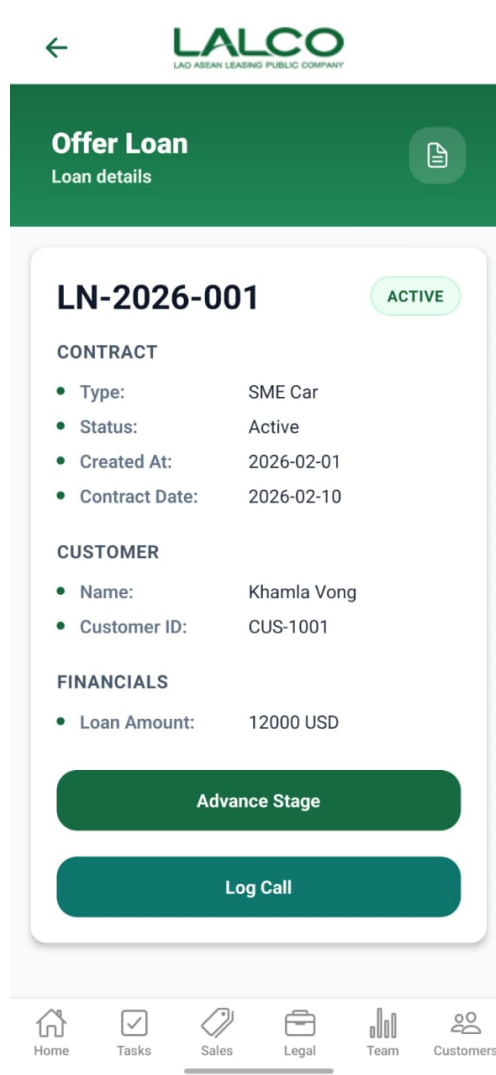 LALCO
LAO ASEAN LEASING PUBLIC COMPANY
Offer Loan
Loan details
LN-2026-001
ACTIVE
CONTRACT
Type: SME Car
Status: Active
Created At: 2026-02-01
Contract Date: 2026-02-10
CUSTOMER
Name: Khamla Vong
Customer ID: CUS-1001
FINANCIALS
Loan Amount: 12000 USD
Advance Stage
Log Call
Home Tasks Sales Legal Team Customers